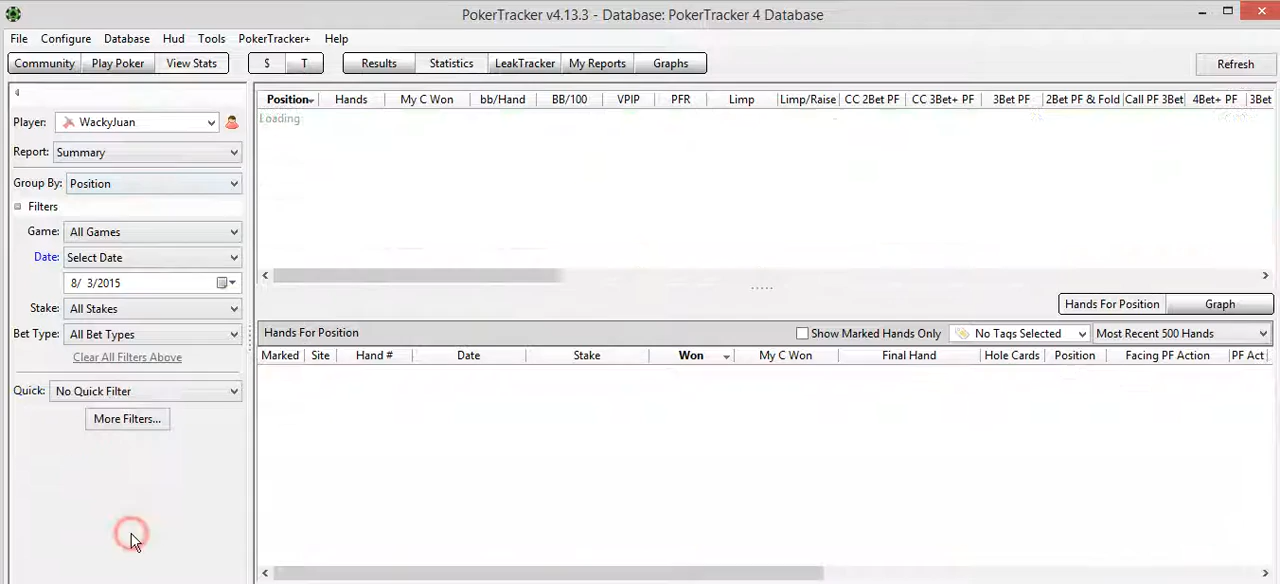 PokerTracker v4.13.3 - Database: PokerTracker 4 Database
File Configure Database Hud Tools PokerTracker+ Help
Community Play Poker View Stats $ T Results Statistics LeakTracker My Reports Graphs Refresh
Player: WackyJuan
Report: Summary
Group By: Position
Filters
Game: All Games
Date: Select Date
8/ 3/2015
Stake: All Stakes
Bet Type: All Bet Types
Clear All Filters Above
Quick: No Quick Filter
More Filters...
Position Hands My C Won bb/Hand BB/100 VPIP PFR Limp Limp/Raise CC 2Bet PF CC 3Bet+ PF 3Bet PF 2Bet PF & Fold Call PF 3Bet 4Bet+ PF 3Bet
Loading
Hands For Position Graph
Hands For Position Show Marked Hands Only No Tags Selected Most Recent 500 Hands
Marked Site Hand # Date Stake Won My C Won Final Hand Hole Cards Position Facing PF Action PF Act